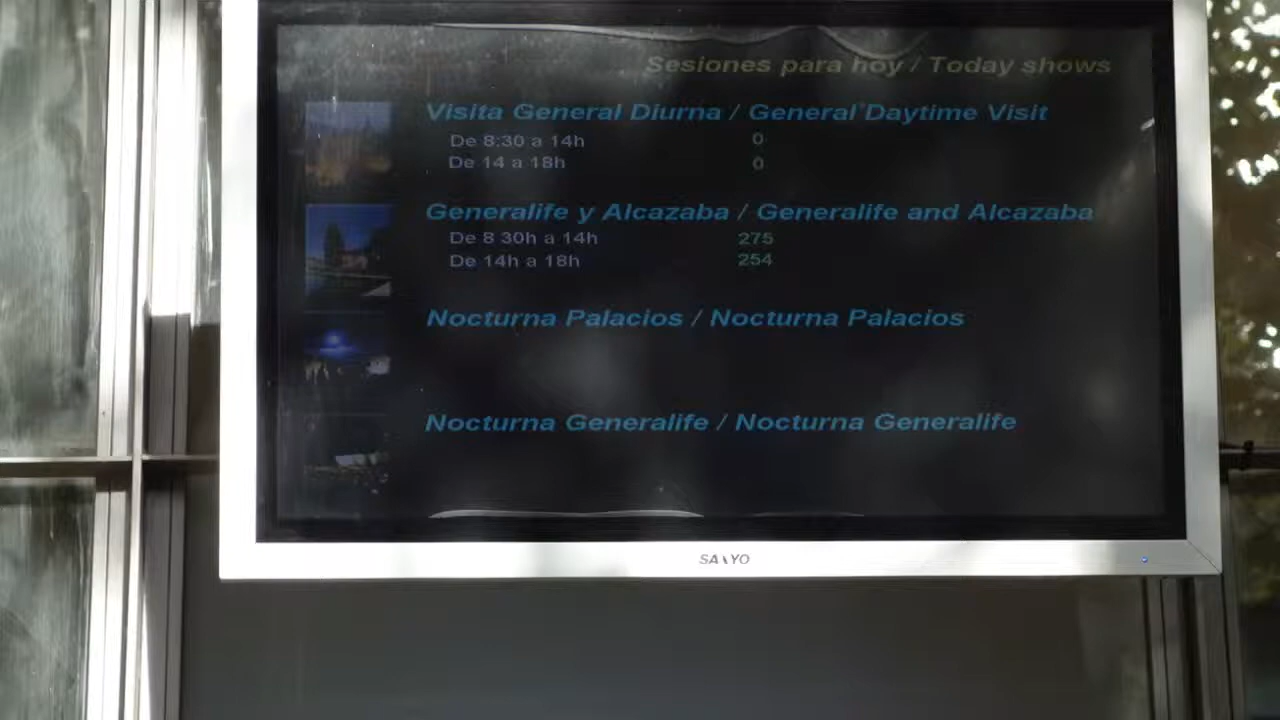 Sesiones para hoy / Today shows
Visita General Diurna / General Daytime Visit
De 8:30 a 14h 0
De 14 a 18h 0
Generalife y Alcazaba / Generalife and Alcazaba
De 8 30h a 14h 275
De 14h a 18h 254
Nocturna Palacios / Nocturna Palacios
Nocturna Generalife / Nocturna Generalife
SANYO